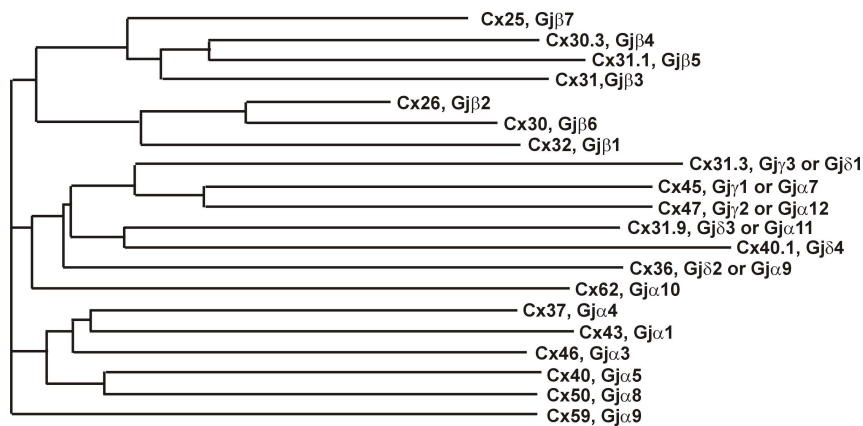 Cx25, Gjβ7
Cx30.3, Gjβ4
Cx31.1, Gjβ5
Cx31,Gjβ3
Cx26, Gjβ2
Cx30, Gjβ6
Cx32, Gjβ1
Cx31.3, Gjγ3 or Gjδ1
Cx45, Gjγ1 or Gjα7
Cx47, Gjγ2 or Gjα12
Cx31.9, Gjδ3 or Gjα11
Cx40.1, Gjδ4
Cx36, Gjδ2 or Gjα9
Cx62, Gjα10
Cx37, Gjα4
Cx43, Gjα1
Cx46, Gjα3
Cx40, Gjα5
Cx50, Gjα8
Cx59, Gjα9